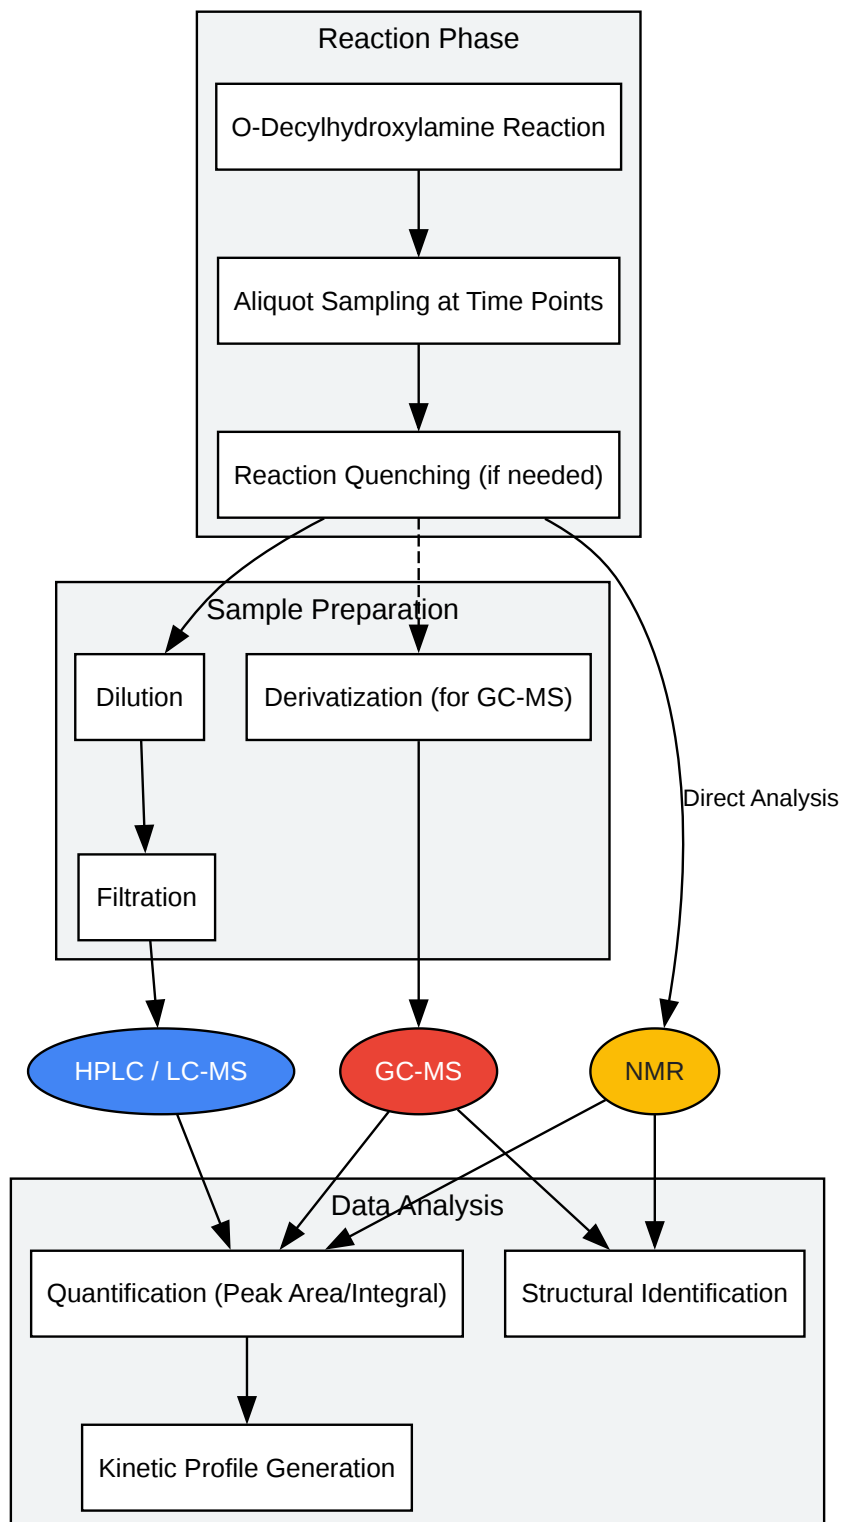 Reaction Phase
O-Decylhydroxylamine Reaction
Aliquot Sampling at Time Points
Reaction Quenching (if needed)
Sample Preparation
Dilution
Derivatization (for GC-MS)
Direct Analysis
Filtration
HPLC / LC-MS
GC-MS
NMR
Data Analysis
Quantification (Peak Area/Integral)
Structural Identification
Kinetic Profile Generation